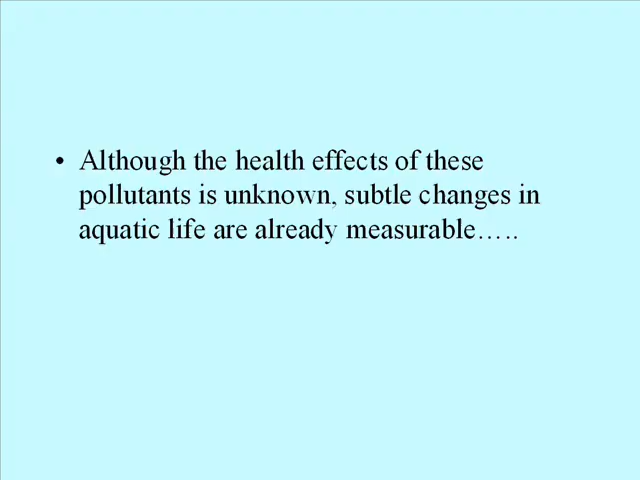 • Although the health effects of these
pollutants is unknown, subtle changes in
aquatic life are already measurable…..